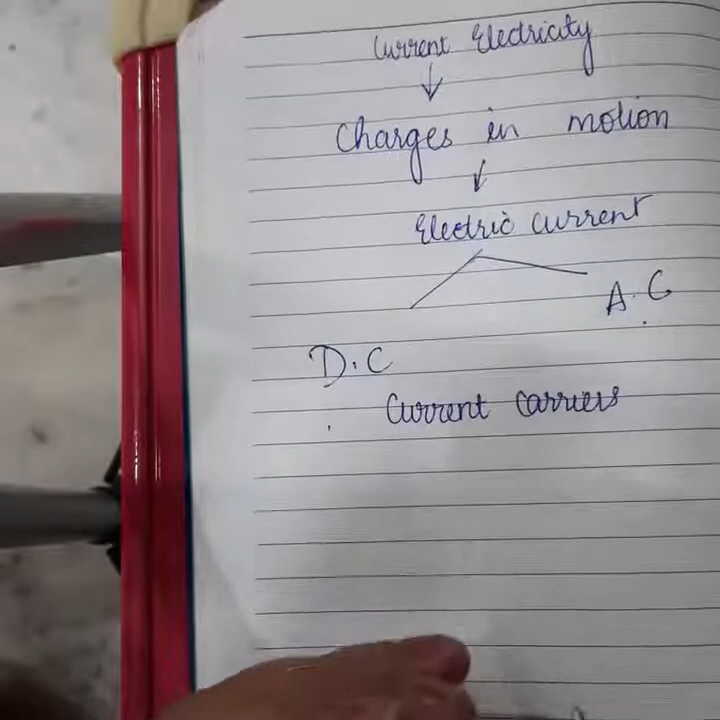 Current Electricity
Charges in motion
Electric current
A.C
D.C
Current carriers